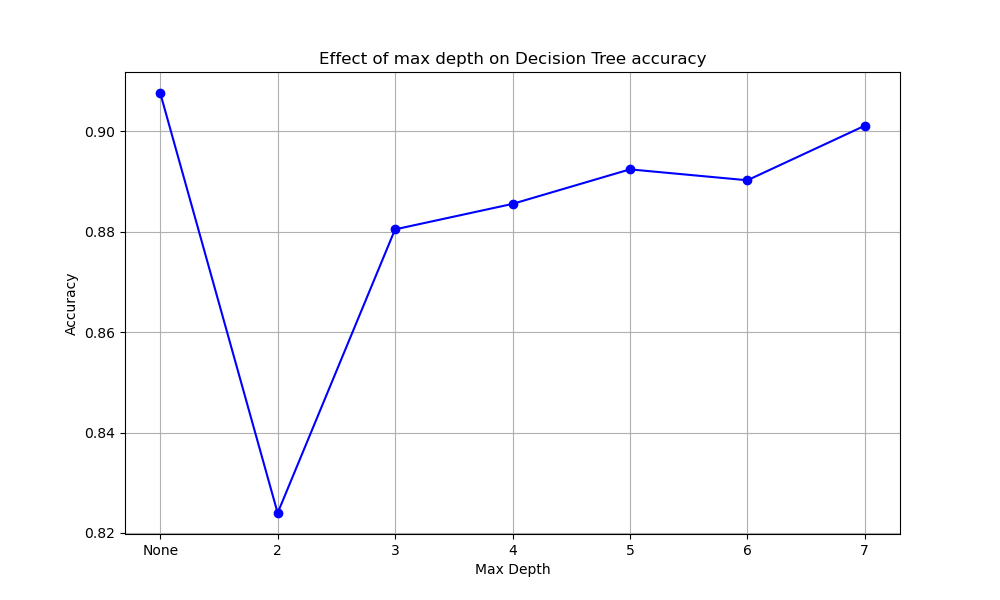 Effect of max depth on Decision Tree accuracy
0.90
0.88
0.86
0.84
0.82
Accuracy
None 2 3 4 5 6 7
Max Depth